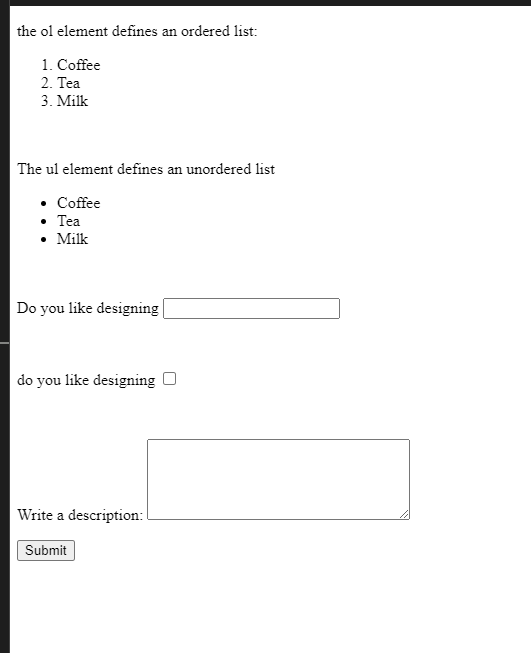 the ol element defines an ordered list:
1. Coffee
2. Tea
3. Milk
The ul element defines an unordered list
• Coffee
• Tea
• Milk
Do you like designing
do you like designing
Write a description:
Submit